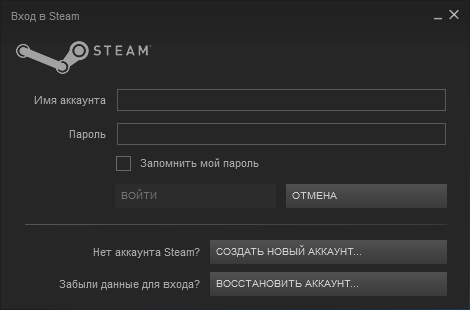 Вход в Steam
STEAM
Имя аккаунта
Пароль
Запомнить мой пароль
ВОЙТИ ОТМЕНА
Нет аккаунта Steam? СОЗДАТЬ НОВЫЙ АККАУНТ...
Забыли данные для входа? ВОССТАНОВИТЬ АККАУНТ...